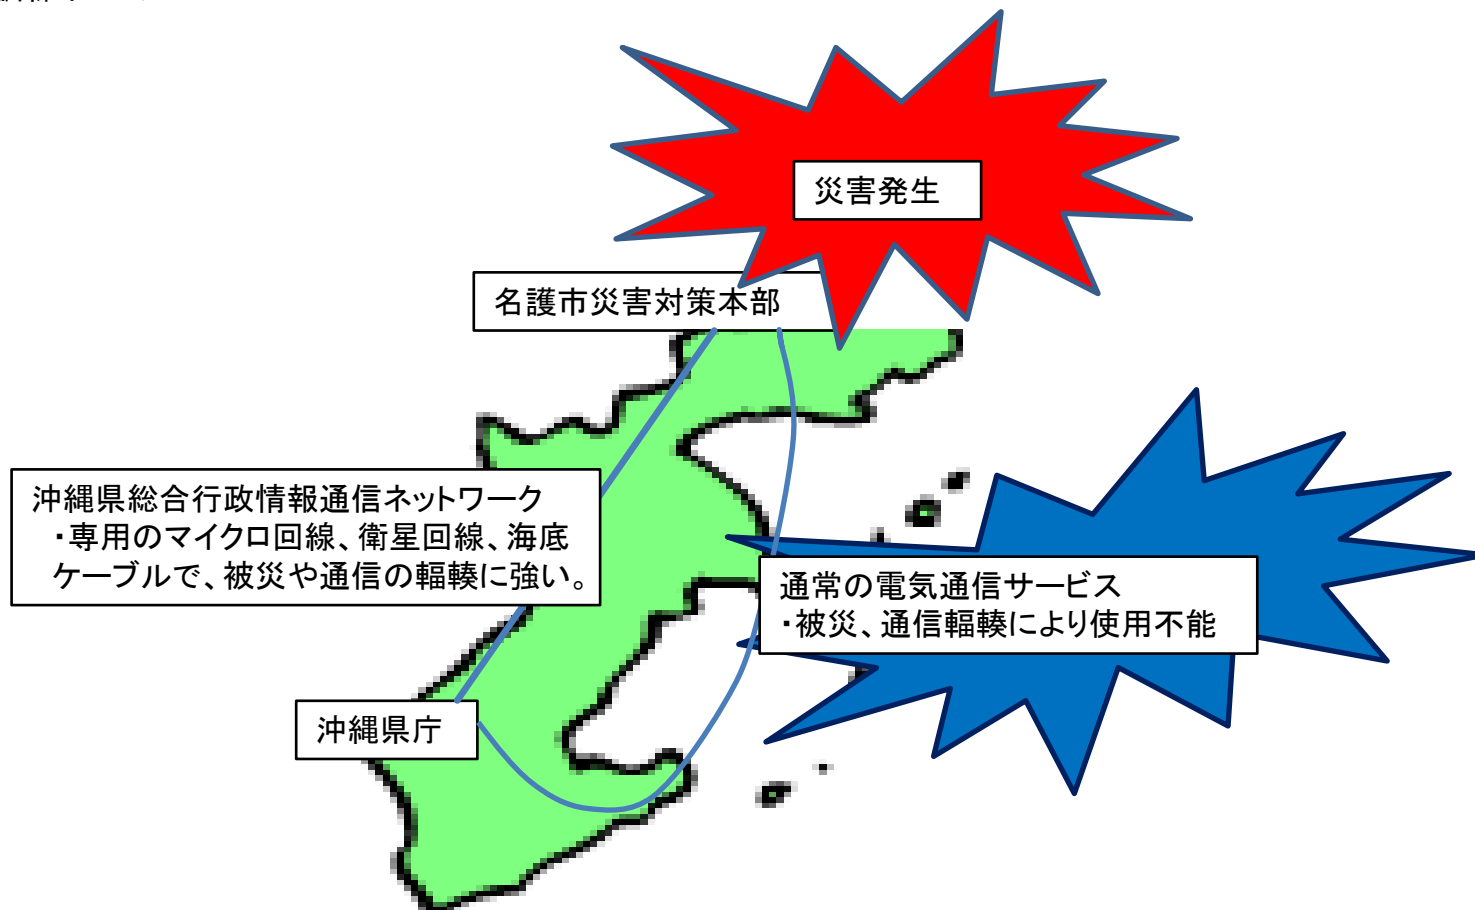 災害発生
名護市災害対策本部
沖縄県総合行政情報通信ネットワーク
・専用のマイクロ回線、衛星回線、海底
ケーブルで、被災や通信の輻輳に強い。
通常の電気通信サービス
・被災、通信輻輳により使用不能
沖縄県庁